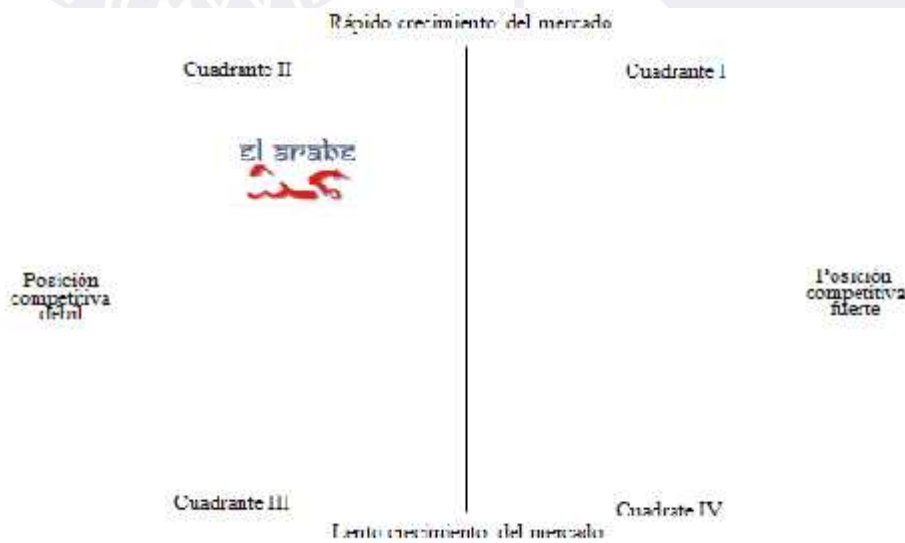 Rápido crecimiento del mercado
Cuadrante II
Cuadrante I
el arabe
Posición
competitiva
debil
Posición
competitiva
fuerte
Cuadrante III
Cuadrate IV
Lento crecimiento del mercado